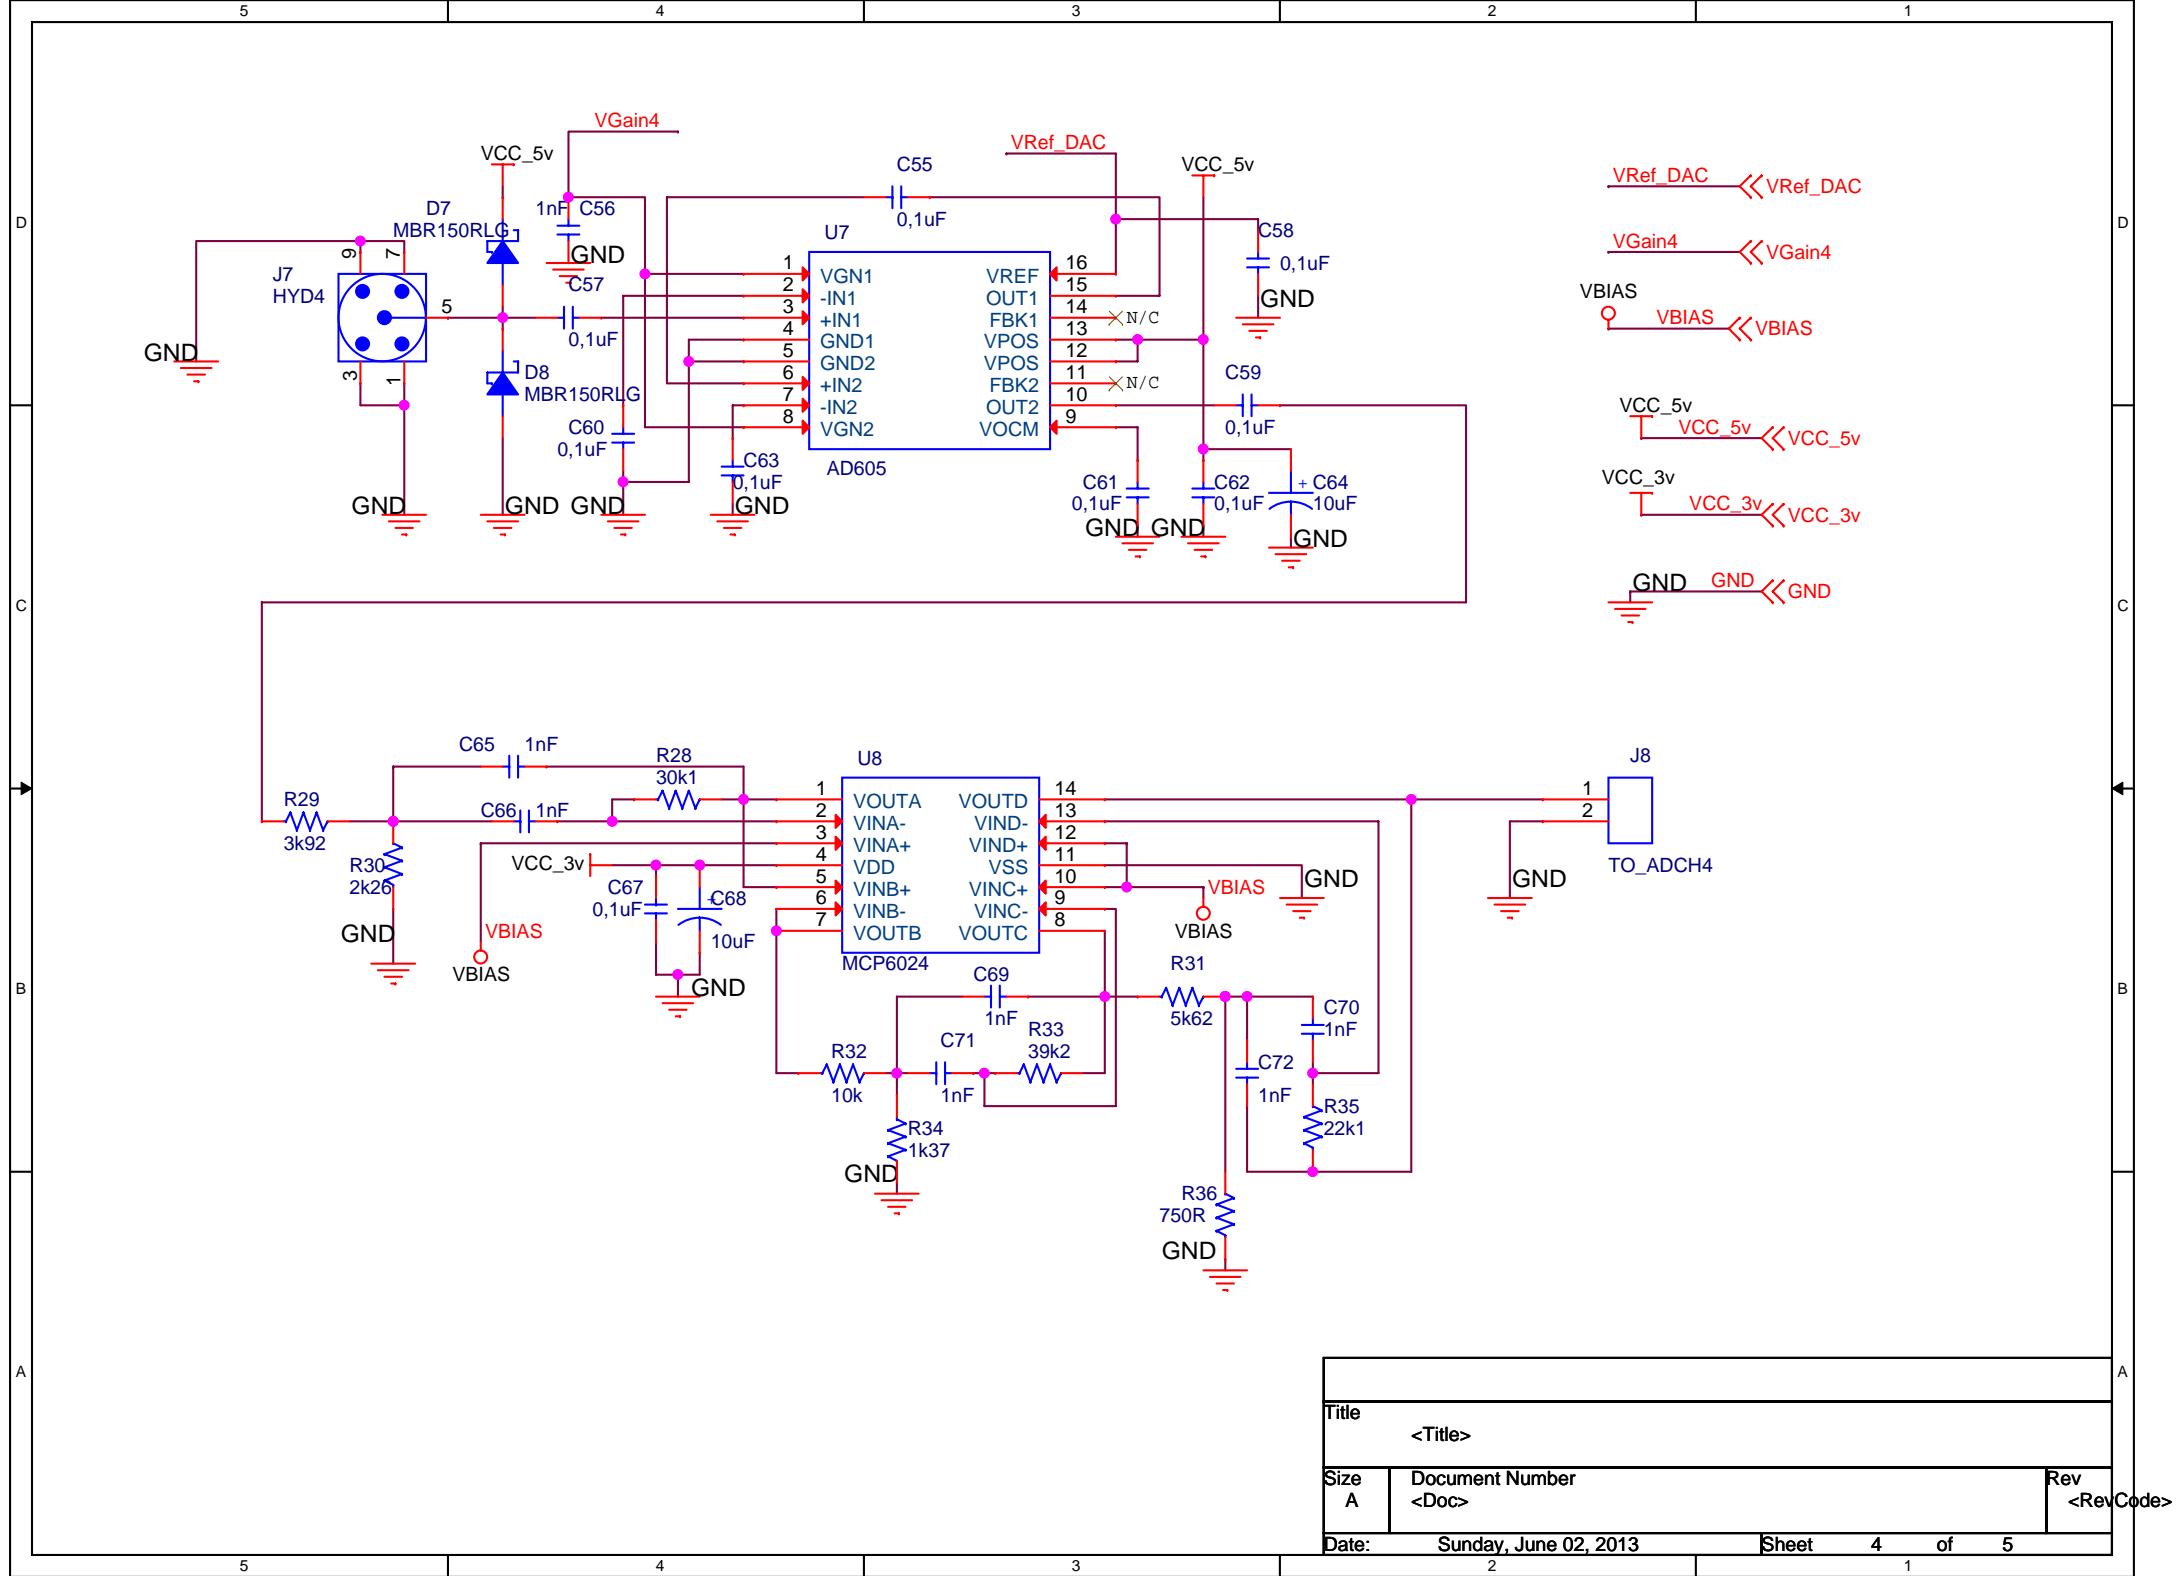 5 4 3 2 1
D
C
B
A
D
C
B
A
VGain4
VCC_5v
D7
MBR150RLG
1nF C56
GND
J7
HYD4
9
7
5
3
1
GND
GND
C57
0,1uF
D8
MBR150RLG
GND
C60
0,1uF
GND
C63
0,1uF
GND
C55
0,1uF
VRef_DAC
VCC_5v
C58
0,1uF
GND
U7
1 VGN1
2 -IN1
3 +IN1
4 GND1
5 GND2
6 +IN2
7 -IN2
8 VGN2
VREF 16
OUT1 15
FBK1 14 N/C
VPOS 13
VPOS 12
FBK2 11 N/C
OUT2 10
VOCM 9
AD605
C59
0,1uF
C61
0,1uF
GND
C62
0,1uF
GND
+ C64
10uF
GND
VRef_DAC VRef_DAC
VGain4 VGain4
VBIAS
VBIAS VBIAS
VCC_5v
VCC_5v VCC_5v
VCC_3v
VCC_3v VCC_3v
GND GND GND
C65 1nF
R28
30k1
R29
3k92
C66 1nF
R30
2k26
GND
VBIAS
VBIAS
VCC_3v
C67
0,1uF
+ C68
10uF
GND
U8
1 VOUTA
2 VINA-
3 VINA+
4 VDD
5 VINB+
6 VINB-
7 VOUTB
VOUTD 14
VIND- 13
VIND+ 12
VSS 11
VINC+ 10
VINC- 9
VOUTC 8
MCP6024
GND
VBIAS
VBIAS
J8
1
2
TO_ADCH4
GND
C69
1nF
R31
5k62
C70
1nF
R32
10k
C71
1nF
R33
39k2
C72
1nF
R34
1k37
GND
R35
22k1
R36
750R
GND
Title
<Title>
Size
A
Document Number
<Doc>
Rev
<RevCode>
Date: Sunday, June 02, 2013 Sheet 4 of 5
5 4 3 2 1